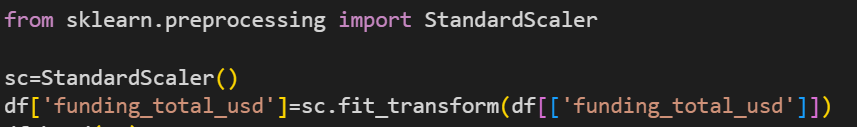 from sklearn.preprocessing import StandardScaler
sc=StandardScaler()
df['funding_total_usd']=sc.fit_transform(df[['funding_total_usd']])